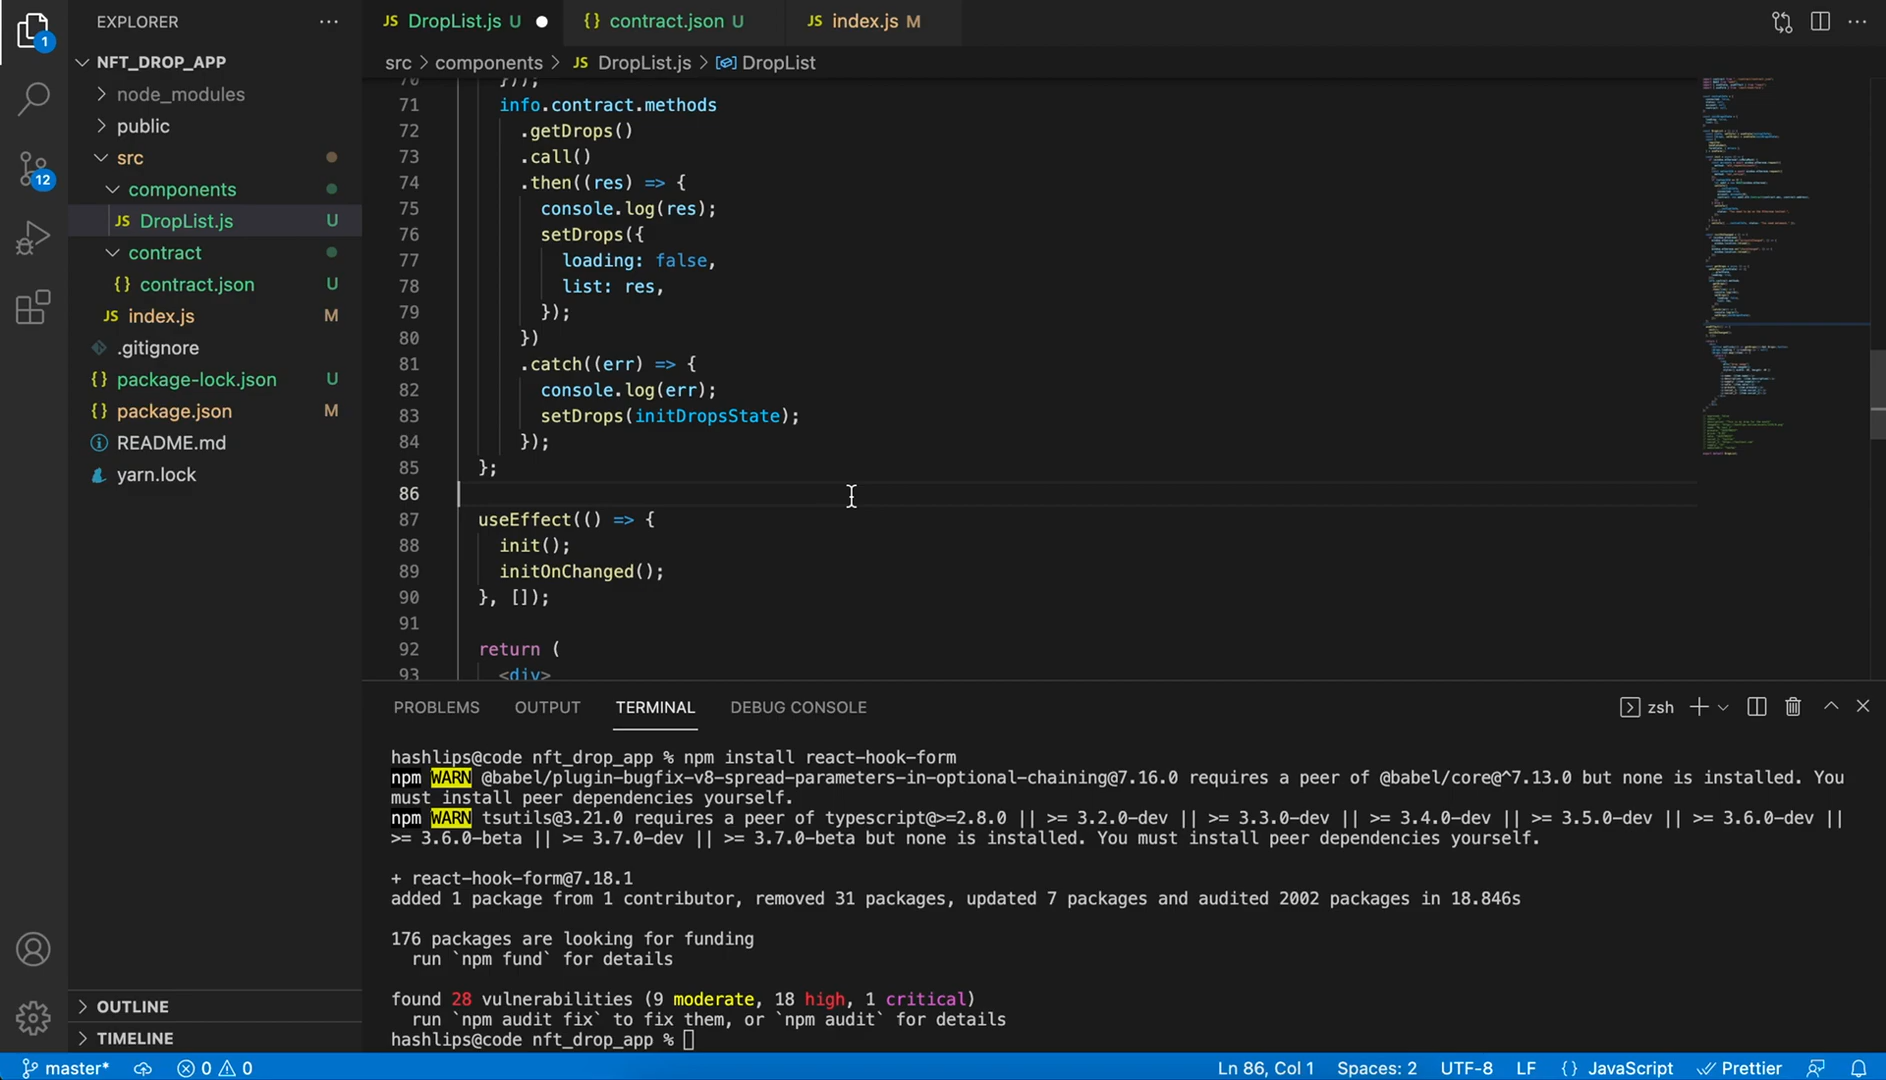 EXPLORER
NFT_DROP_APP
node_modules
public
src
components
JS DropList.js U
contract
{} contract.json U
JS index.js M
.gitignore
{} package-lock.json U
{} package.json M
README.md
yarn.lock
OUTLINE
TIMELINE
1
12
JS DropList.js U
{} contract.json U
JS index.js M
src > components > JS DropList.js > DropList
70 }));
71 info.contract.methods
72 .getDrops()
73 .call()
74 .then((res) => {
75 console.log(res);
76 setDrops({
77 loading: false,
78 list: res,
79 });
80 })
81 .catch((err) => {
82 console.log(err);
83 setDrops(initDropsState);
84 });
85 };
86
87 useEffect(() => {
88 init();
89 initOnChanged();
90 }, []);
91
92 return (
93 <div>
PROBLEMS OUTPUT TERMINAL DEBUG CONSOLE
zsh
hashlips@code nft_drop_app % npm install react-hook-form
npm WARN @babel/plugin-bugfix-v8-spread-parameters-in-optional-chaining@7.16.0 requires a peer of @babel/core@^7.13.0 but none is installed. You
must install peer dependencies yourself.
npm WARN tsutils@3.21.0 requires a peer of typescript@>=2.8.0 || >= 3.2.0-dev || >= 3.3.0-dev || >= 3.4.0-dev || >= 3.5.0-dev || >= 3.6.0-dev ||
>= 3.6.0-beta || >= 3.7.0-dev || >= 3.7.0-beta but none is installed. You must install peer dependencies yourself.
+ react-hook-form@7.18.1
added 1 package from 1 contributor, removed 31 packages, updated 7 packages and audited 2002 packages in 18.846s
176 packages are looking for funding
run `npm fund` for details
found 28 vulnerabilities (9 moderate, 18 high, 1 critical)
run `npm audit fix` to fix them, or `npm audit` for details
hashlips@code nft_drop_app %
master* 0 0 Ln 86, Col 1 Spaces: 2 UTF-8 LF {} JavaScript Prettier